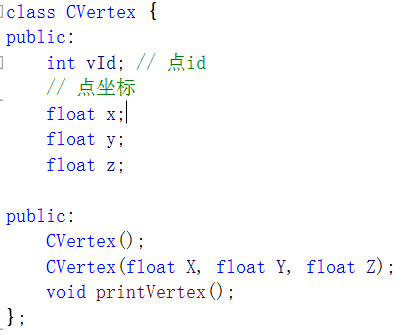 class CVertex {
public:
    int vId; // 点id
    // 点坐标
    float x;
    float y;
    float z;

public:
    CVertex();
    CVertex(float X, float Y, float Z);
    void printVertex();
};